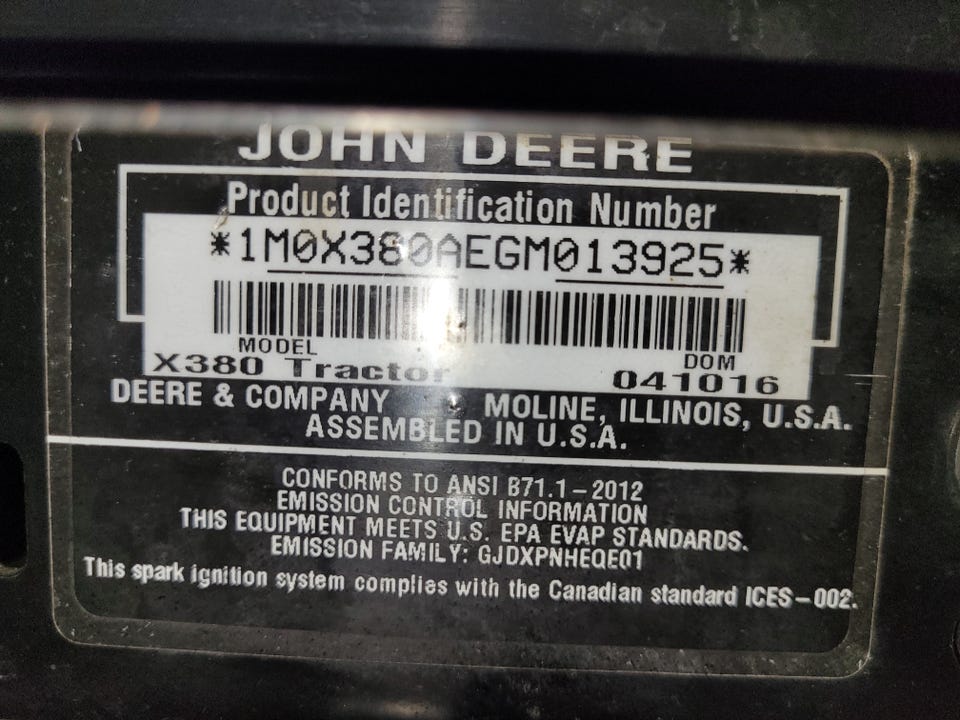 JOHN DEERE
Product Identification Number
*1M0X380AEGM013925*
MODEL DOM
X380 Tractor 041016
DEERE & COMPANY MOLINE, ILLINOIS, U.S.A.
ASSEMBLED IN U.S.A.
CONFORMS TO ANSI B71.1-2012
EMISSION CONTROL INFORMATION
THIS EQUIPMENT MEETS U.S. EPA EVAP STANDARDS.
EMISSION FAMILY: GJDXPNHEQE01
This spark ignition system complies with the Canadian standard ICES-002.